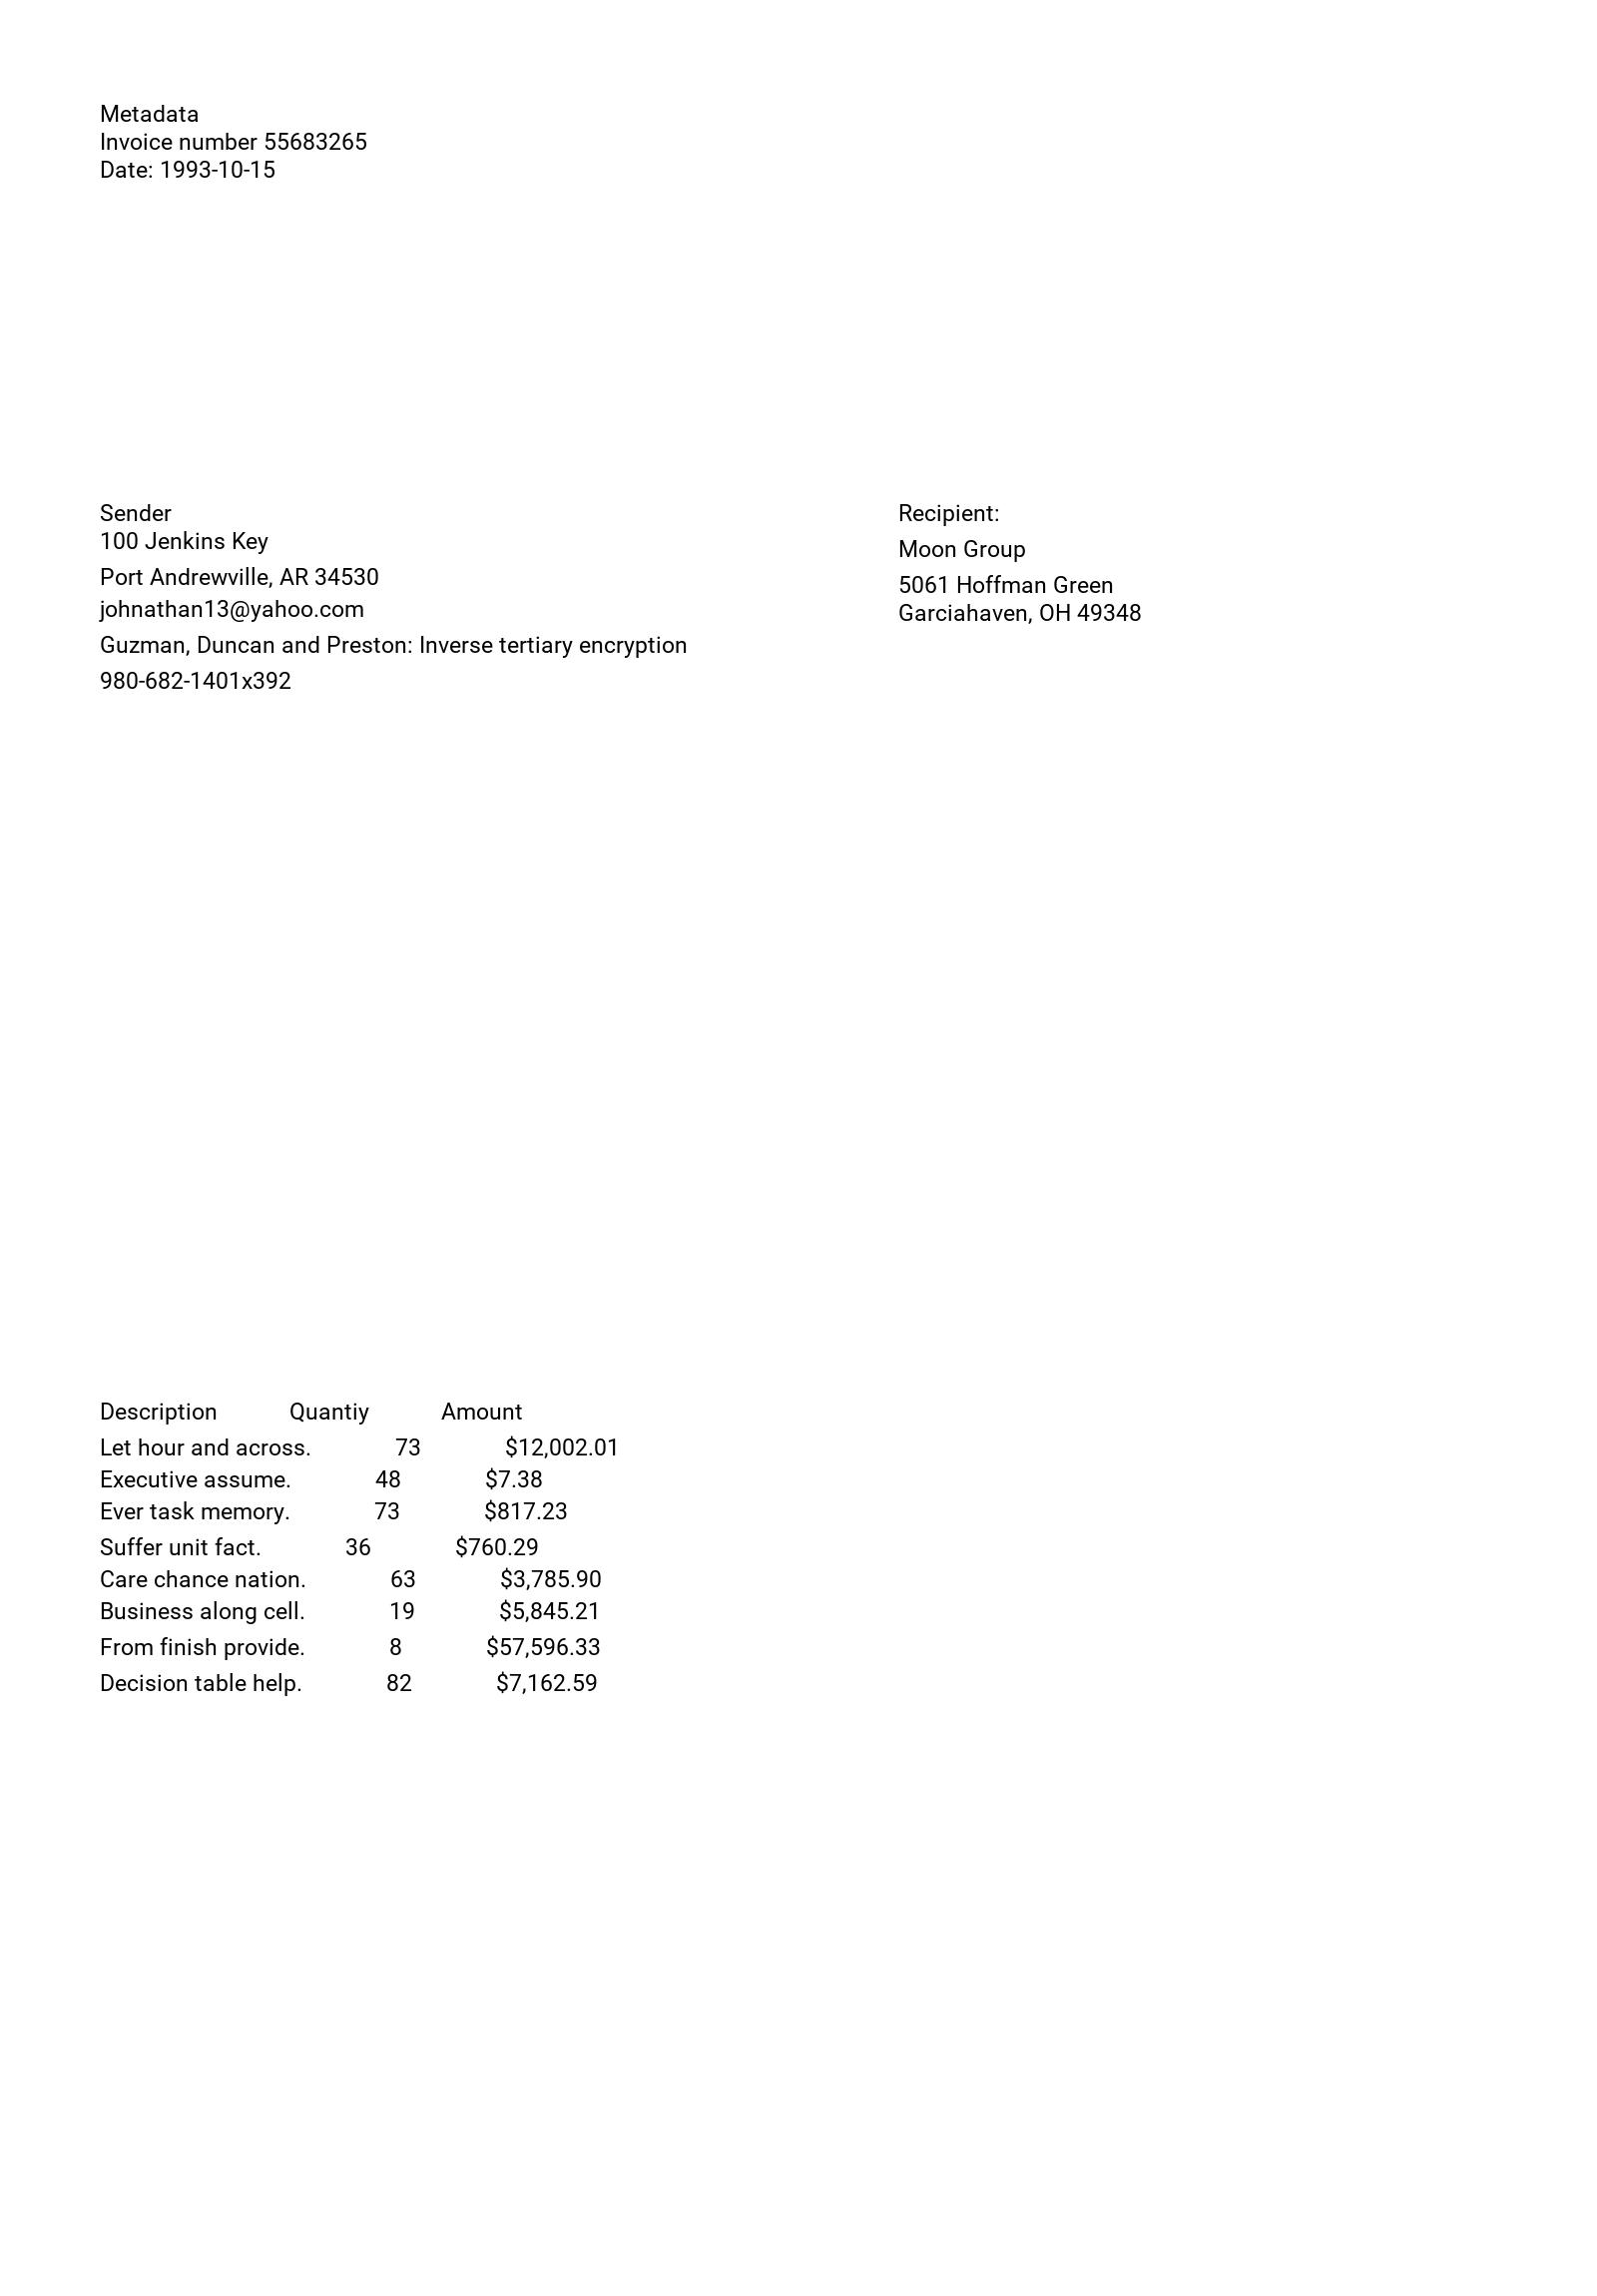 Metadata
Invoice number 55683265
Date: 1993-10-15
Sender
100 Jenkins Key
Port Andrewville, AR 34530
johnathan13@yahoo.com
Guzman, Duncan and Preston: Inverse tertiary encryption
980-682-1401x392
Recipient:
Moon Group
5061 Hoffman Green
Garciahaven, OH 49348
Description Quantiy Amount
Let hour and across. 73 $12,002.01
Executive assume. 48 $7.38
Ever task memory. 73 $817.23
Suffer unit fact. 36 $760.29
Care chance nation. 63 $3,785.90
Business along cell. 19 $5,845.21
From finish provide. 8 $57,596.33
Decision table help. 82 $7,162.59